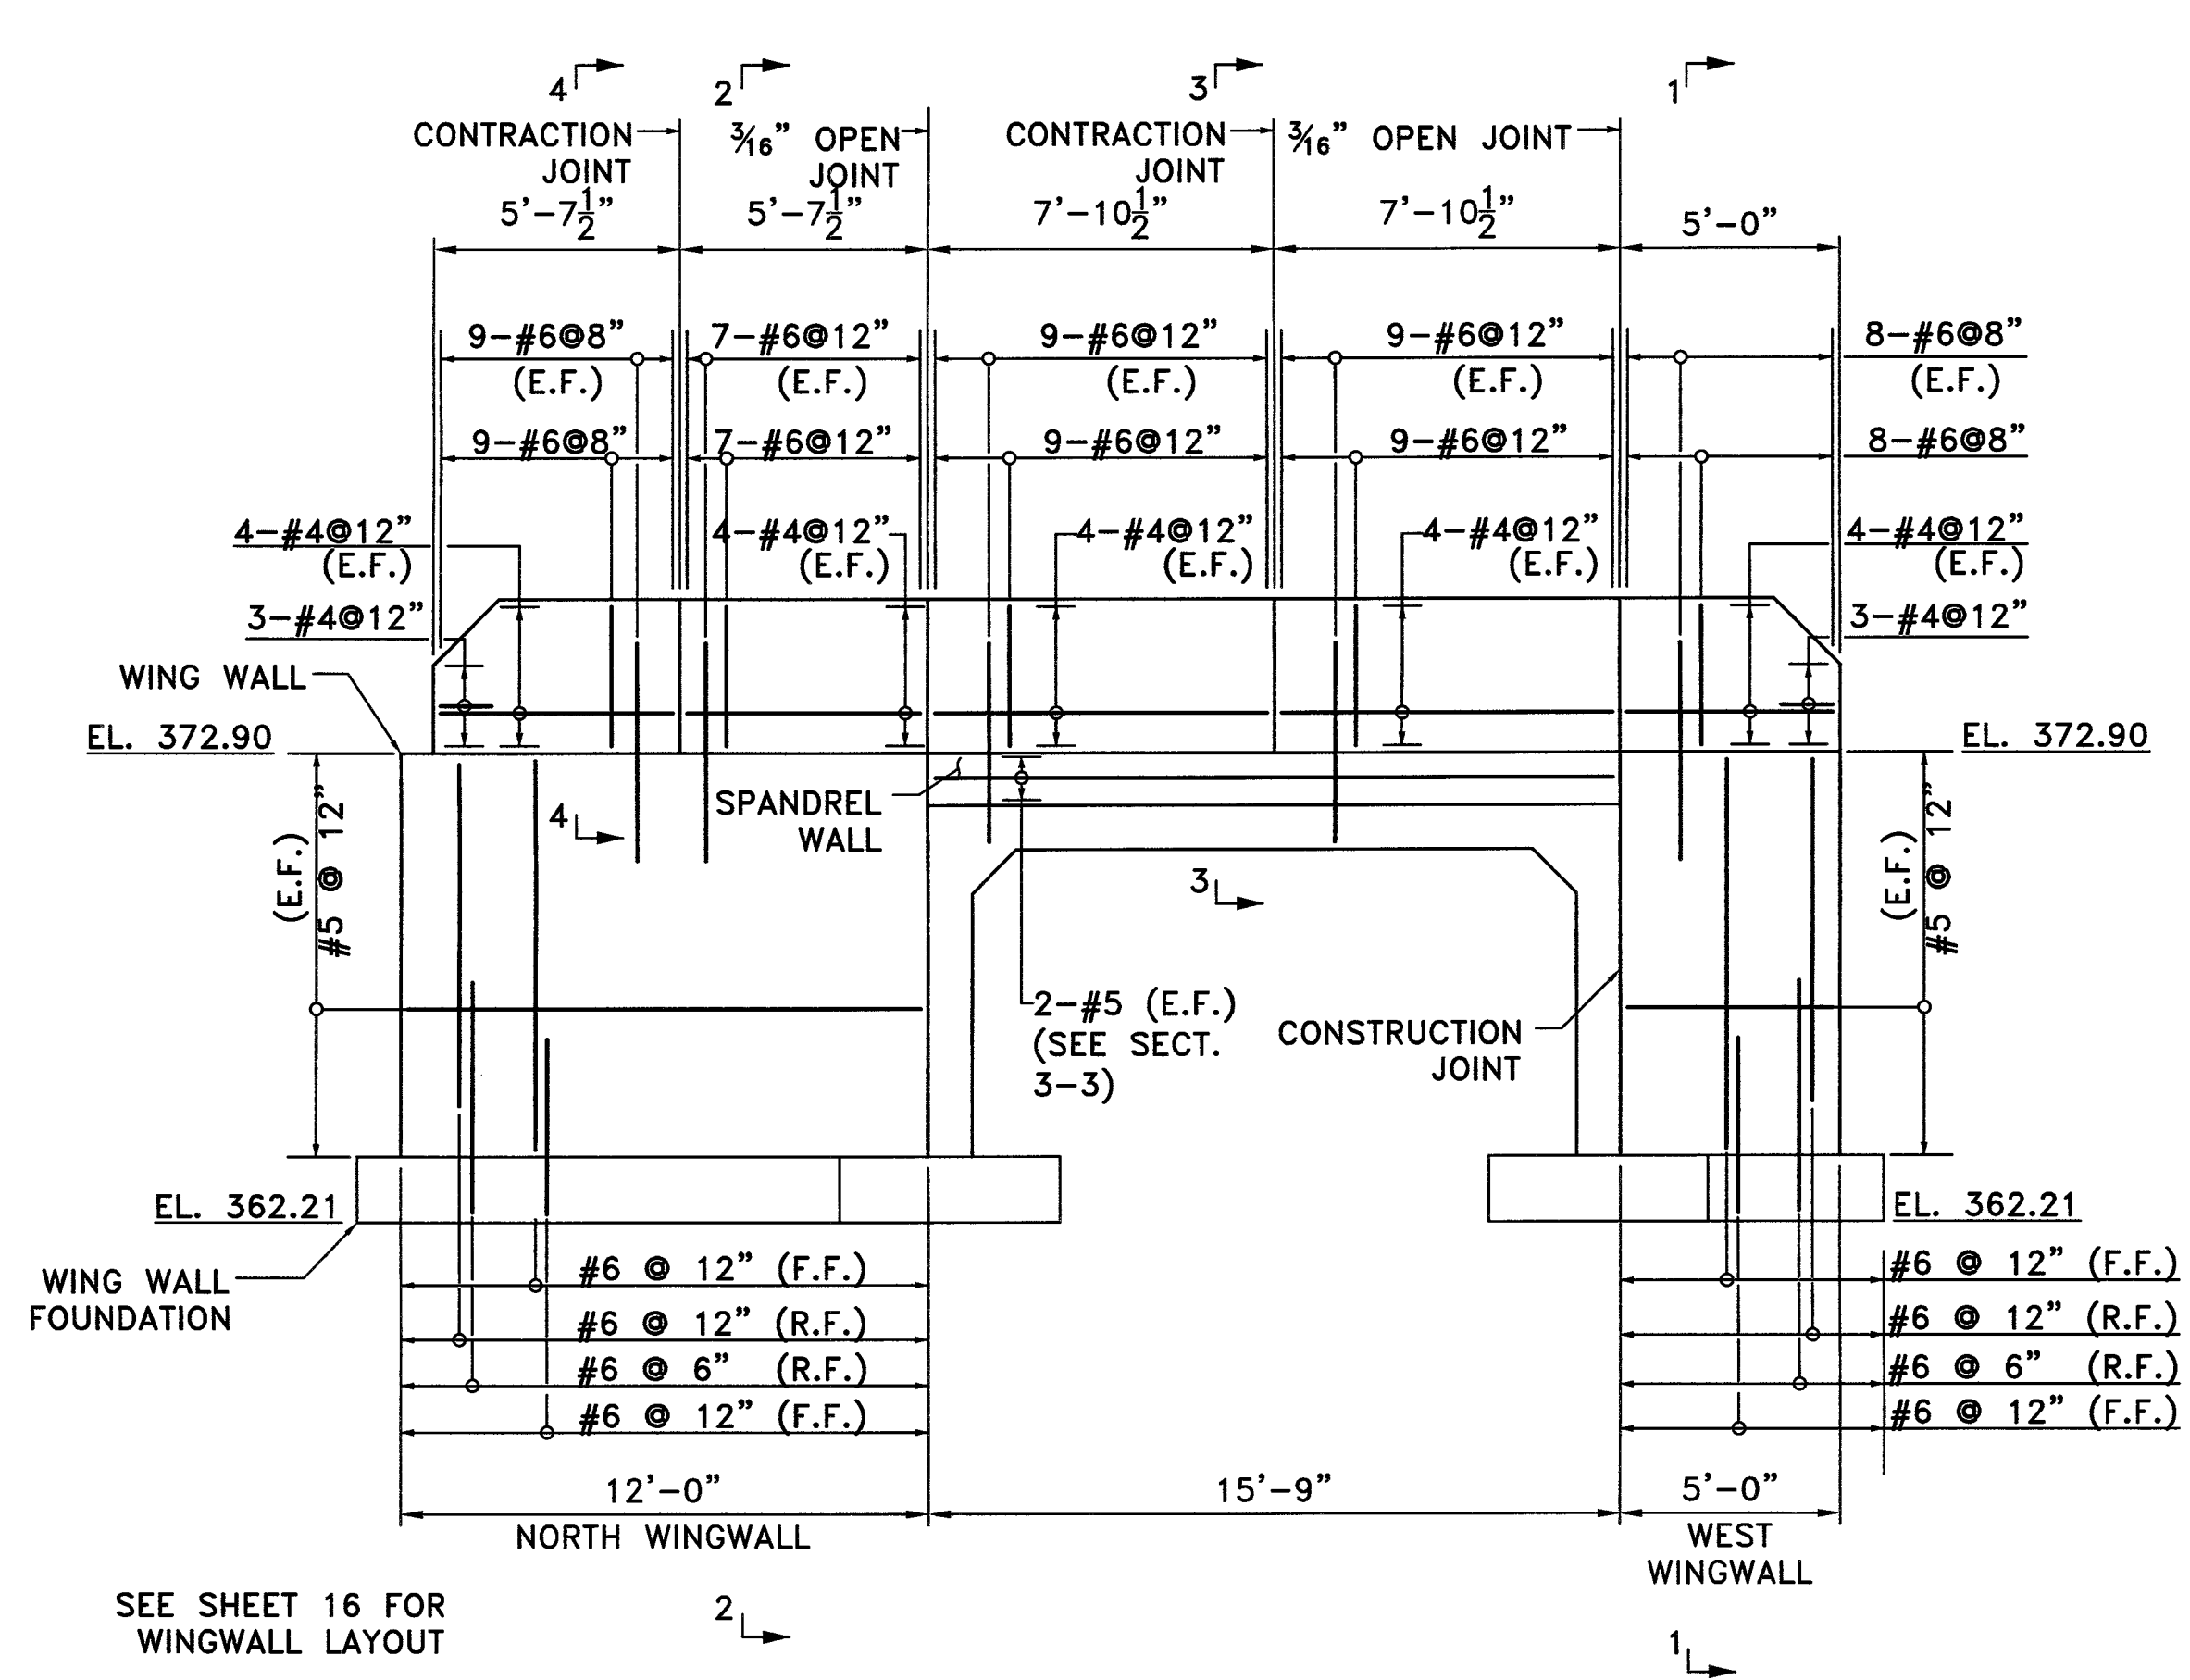 4
2
3
1
CONTRACTION
JOINT
3/16" OPEN
JOINT
CONTRACTION
JOINT
3/16" OPEN JOINT
5'-7 1/2"
5'-7 1/2"
7'-10 1/2"
7'-10 1/2"
5'-0"
9-#6@8"
(E.F.)
7-#6@12"
(E.F.)
9-#6@12"
(E.F.)
9-#6@12"
(E.F.)
8-#6@8"
(E.F.)
9-#6@8"
7-#6@12"
9-#6@12"
9-#6@12"
8-#6@8"
4-#4@12"
(E.F.)
4-#4@12"
(E.F.)
4-#4@12"
(E.F.)
4-#4@12"
(E.F.)
4-#4@12"
(E.F.)
3-#4@12"
3-#4@12"
WING WALL
EL. 372.90
EL. 372.90
SPANDREL
WALL
4
(E.F.)
#5 @ 12"
(E.F.)
#5 @ 12"
3
2-#5 (E.F.)
(SEE SECT.
3-3)
CONSTRUCTION
JOINT
EL. 362.21
EL. 362.21
WING WALL
FOUNDATION
#6 @ 12" (F.F.)
#6 @ 12" (R.F.)
#6 @ 6" (R.F.)
#6 @ 12" (F.F.)
#6 @ 12" (F.F.)
#6 @ 12" (R.F.)
#6 @ 6" (R.F.)
#6 @ 12" (F.F.)
12'-0"
NORTH WINGWALL
15'-9"
5'-0"
WEST
WINGWALL
SEE SHEET 16 FOR
WINGWALL LAYOUT
2
1